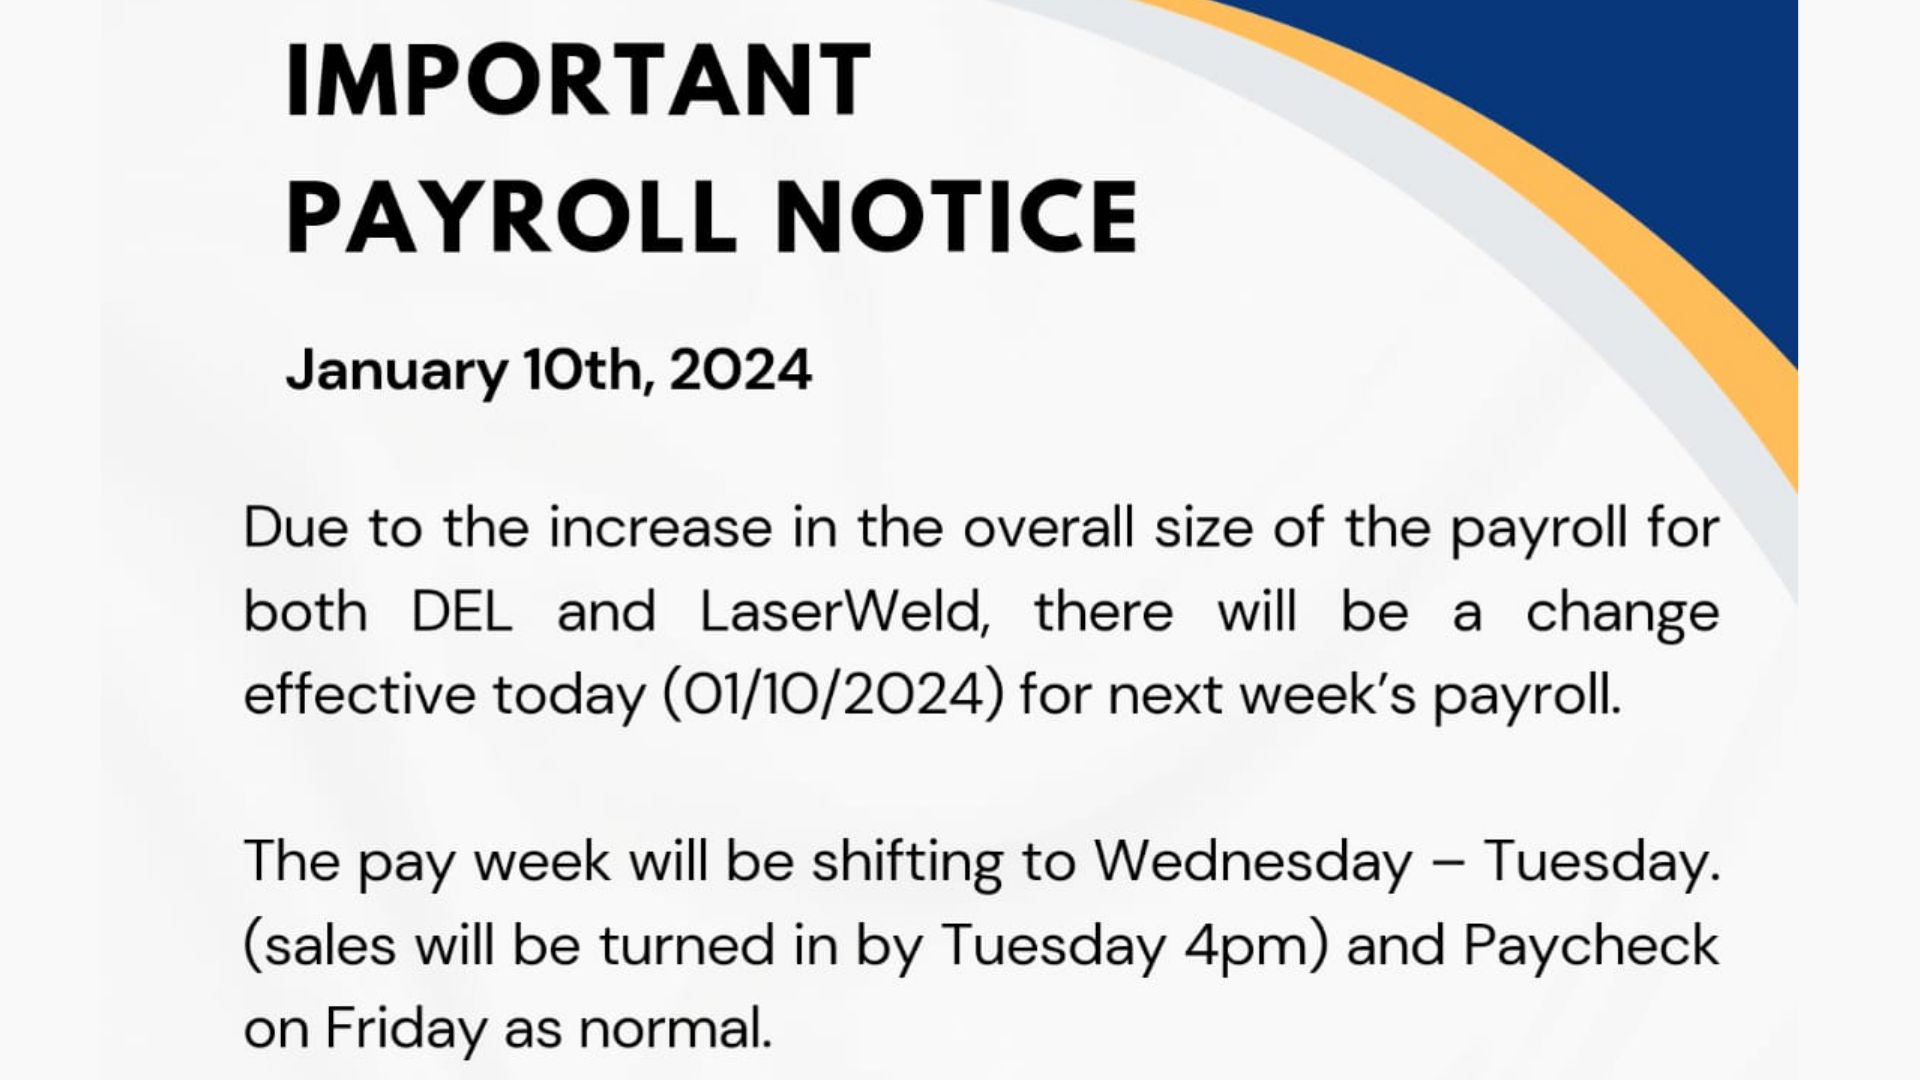 IMPORTANT
PAYROLL NOTICE
January 10th, 2024
Due to the increase in the overall size of the payroll for
both DEL and LaserWeld, there will be a change
effective today (01/10/2024) for next week’s payroll.
The pay week will be shifting to Wednesday – Tuesday.
(sales will be turned in by Tuesday 4pm) and Paycheck
on Friday as normal.